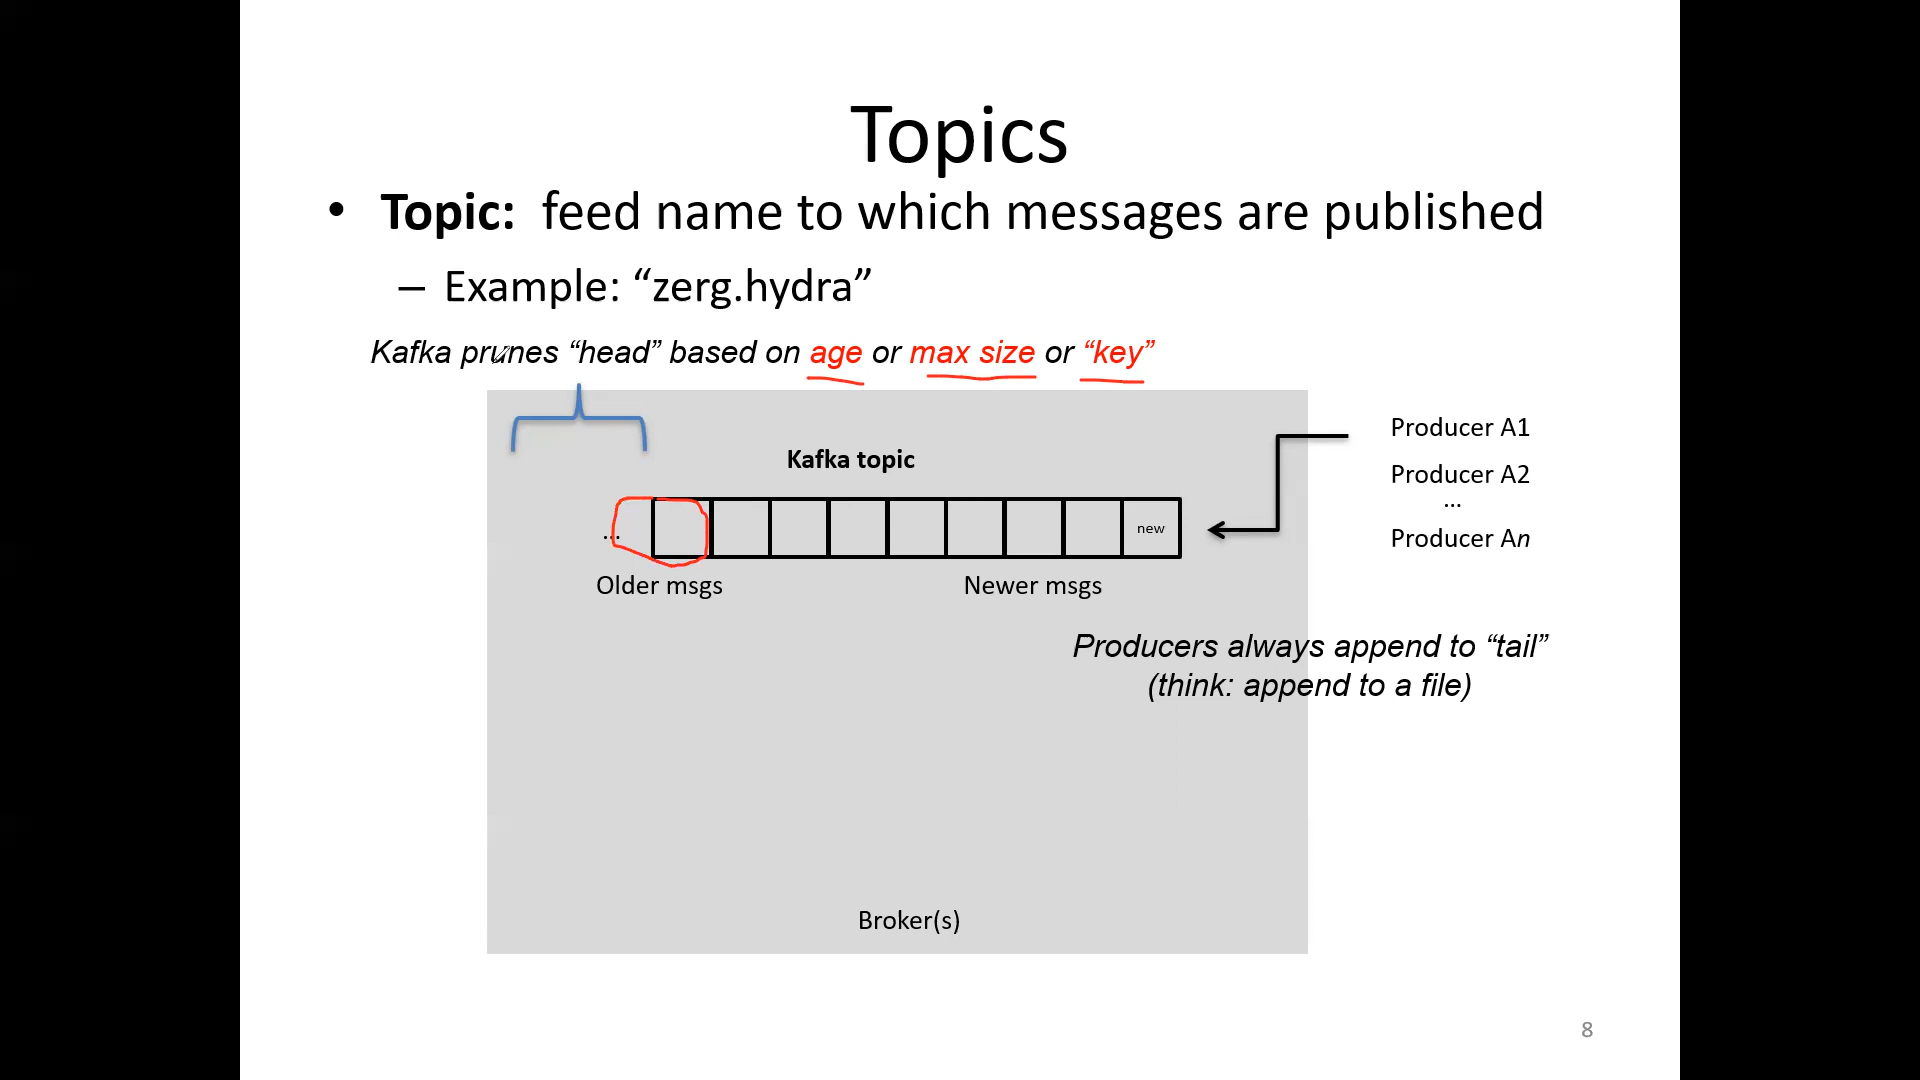 Topics
• Topic: feed name to which messages are published
– Example: “zerg.hydra”
Kafka prunes “head” based on age or max size or “key”
Kafka topic
Producer A1
Producer A2
...
Producer An
...
new
Older msgs
Newer msgs
Producers always append to “tail”
(think: append to a file)
Broker(s)
8